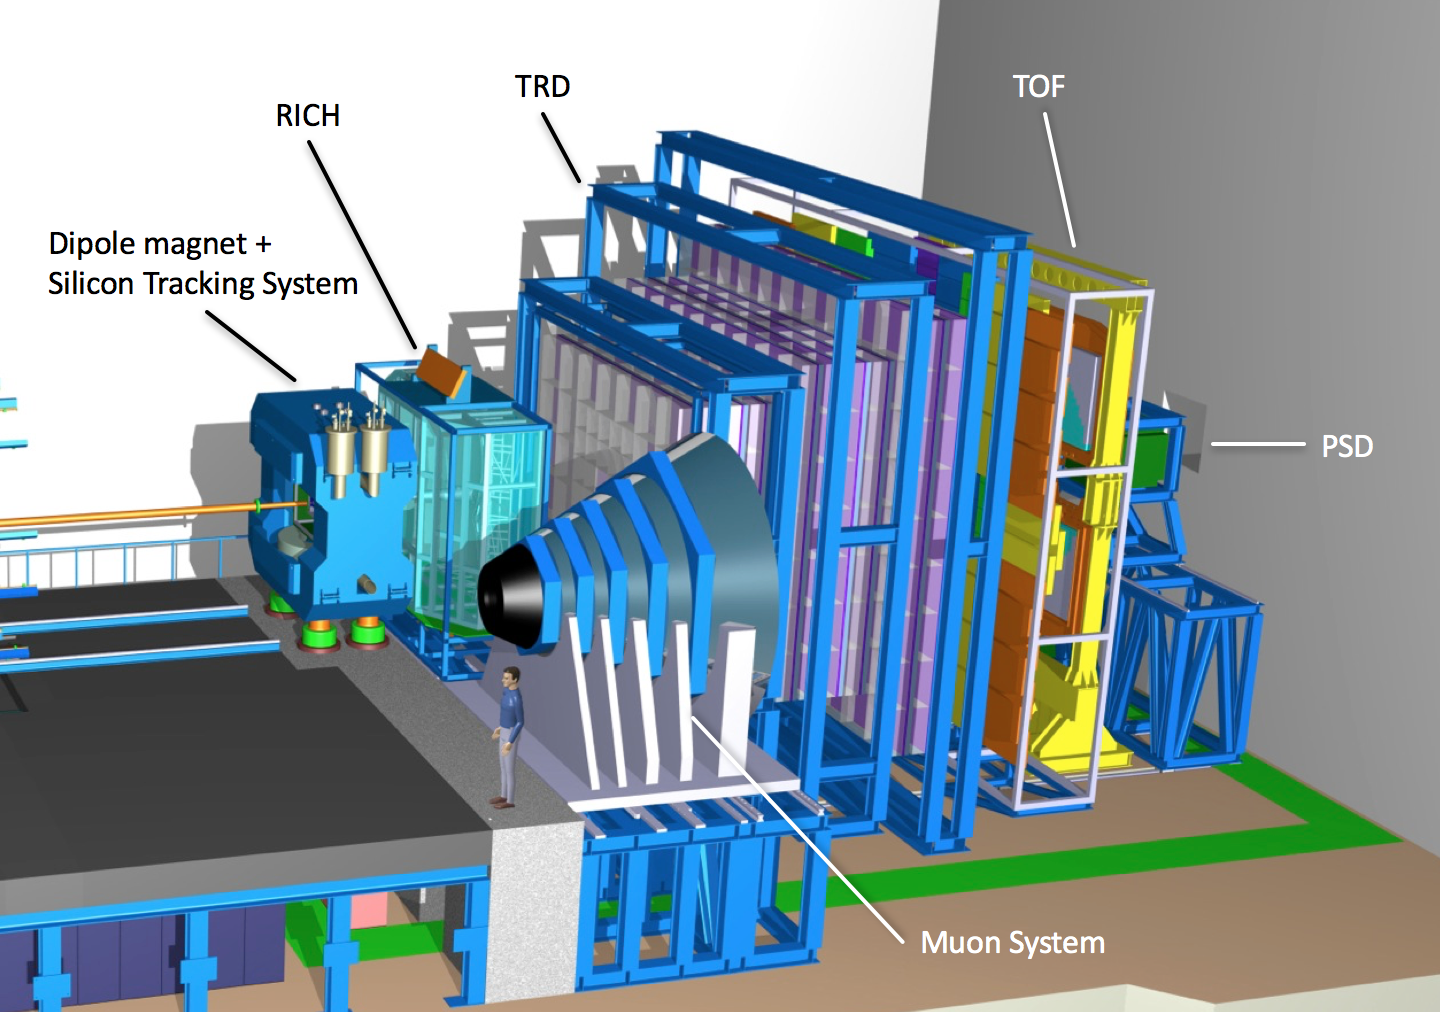 TRD
TOF
RICH
Dipole magnet +
Silicon Tracking System
PSD
Muon System